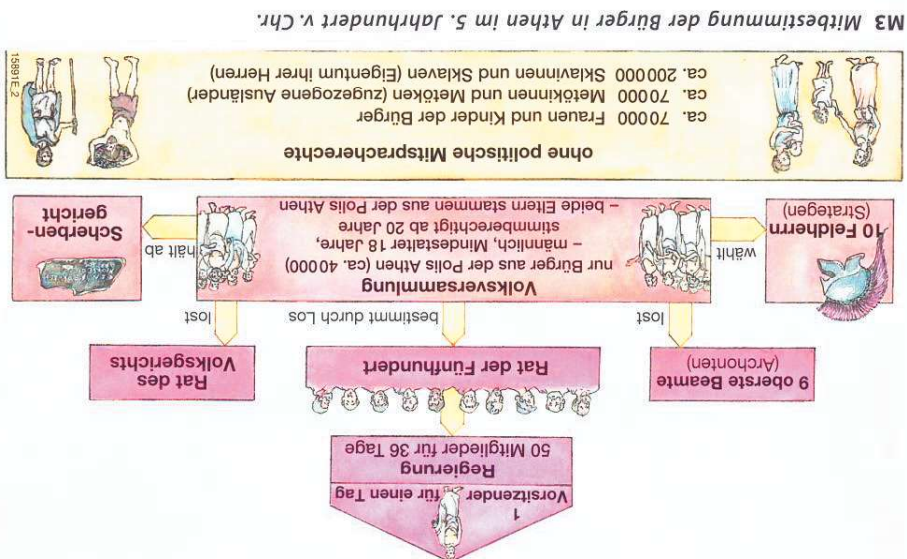 1
Vorsitzender für einen Tag
Regierung
50 Mitglieder für 36 Tage
9 oberste Beamte
(Archonten)
Rat der Fünfhundert
Rat des
Volksgerichts
lost
bestimmt durch Los
lost
10 Feldherrn
(Strategen)
wählt
Volksversammlung
nur Bürger aus der Polis Athen (ca. 40000)
– männlich, Mindestalter 18 Jahre,
stimmberechtigt ab 20 Jahre
– beide Eltern stammen aus der Polis Athen
hält ab
Scherben-
gericht
ohne politische Mitspracherechte
ca. 70000 Frauen und Kinder der Bürger
ca. 70000 Metökinnen und Metöken (zugezogene Ausländer)
ca. 200000 Sklavinnen und Sklaven (Eigentum ihrer Herren)
15891E_2
M3 Mitbestimmung der Bürger in Athen im 5. Jahrhundert v. Chr.